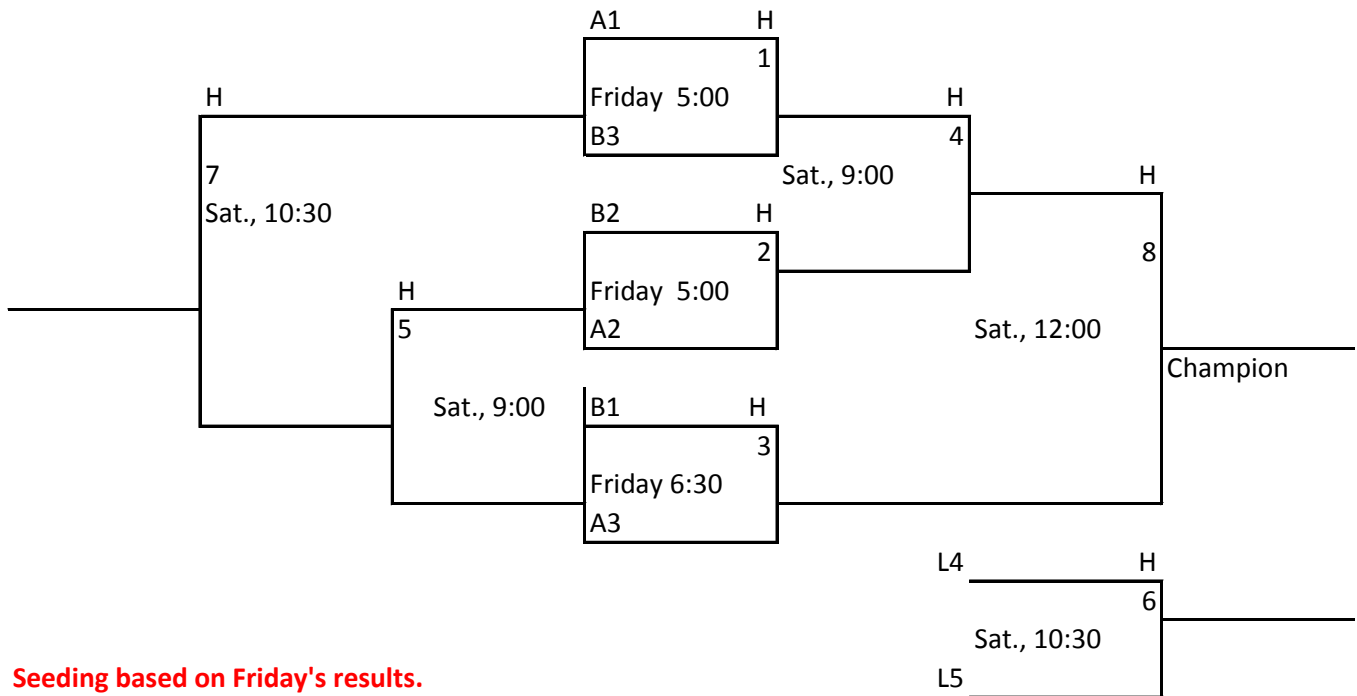 A1 H
1
H Friday 5:00 H
B3 4
7 Sat., 9:00 H
Sat., 10:30 B2 H
2 8
H Friday 5:00
5 A2 Sat., 12:00
Champion
Sat., 9:00 B1 H
3
Friday 6:30
A3
L4 H
6
Sat., 10:30
Seeding based on Friday's results. L5